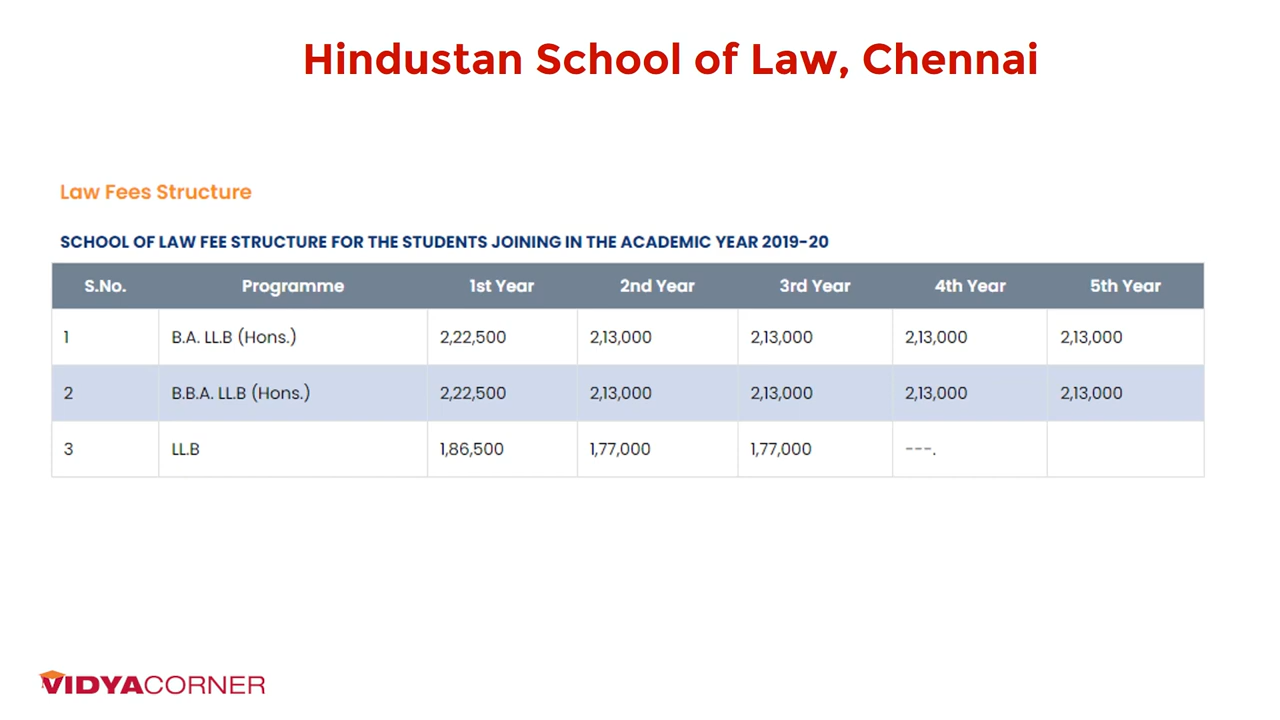 Hindustan School of Law, Chennai
Law Fees Structure
SCHOOL OF LAW FEE STRUCTURE FOR THE STUDENTS JOINING IN THE ACADEMIC YEAR 2019-20
S.No. Programme 1st Year 2nd Year 3rd Year 4th Year 5th Year
1 B.A. LL.B (Hons.) 2,22,500 2,13,000 2,13,000 2,13,000 2,13,000
2 B.B.A. LL.B (Hons.) 2,22,500 2,13,000 2,13,000 2,13,000 2,13,000
3 LL.B 1,86,500 1,77,000 1,77,000 ---.
VIDYACORNER